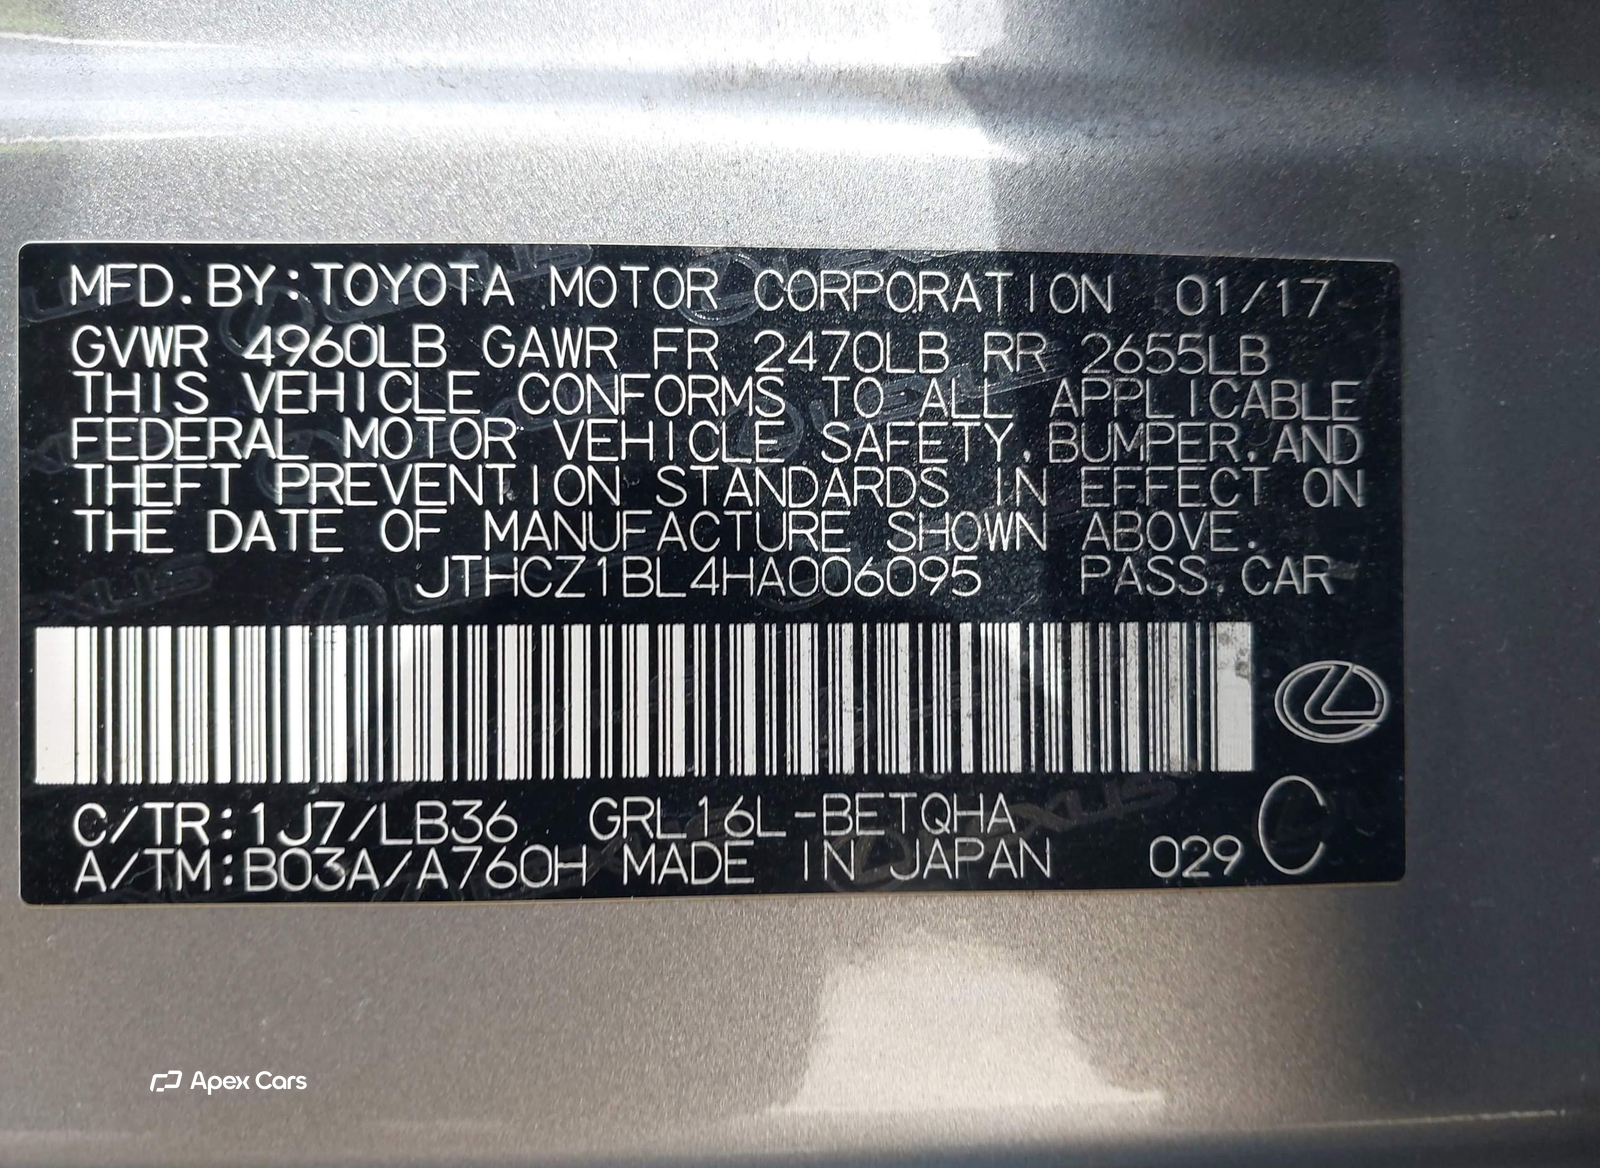 MFD.BY:TOYOTA MOTOR CORPORATION 01/17
GVWR 4960LB GAWR FR 2470LB RR 2655LB
THIS VEHICLE CONFORMS TO ALL APPLICABLE
FEDERAL MOTOR VEHICLE SAFETY,BUMPER,AND
THEFT PREVENTION STANDARDS IN EFFECT ON
THE DATE OF MANUFACTURE SHOWN ABOVE.
JTHCZ1BL4HA006095 PASS.CAR
C/TR:1J7/LB36 GRL16L-BETQHA
A/TM:B03A/A760H MADE IN JAPAN 029 C
Apex Cars